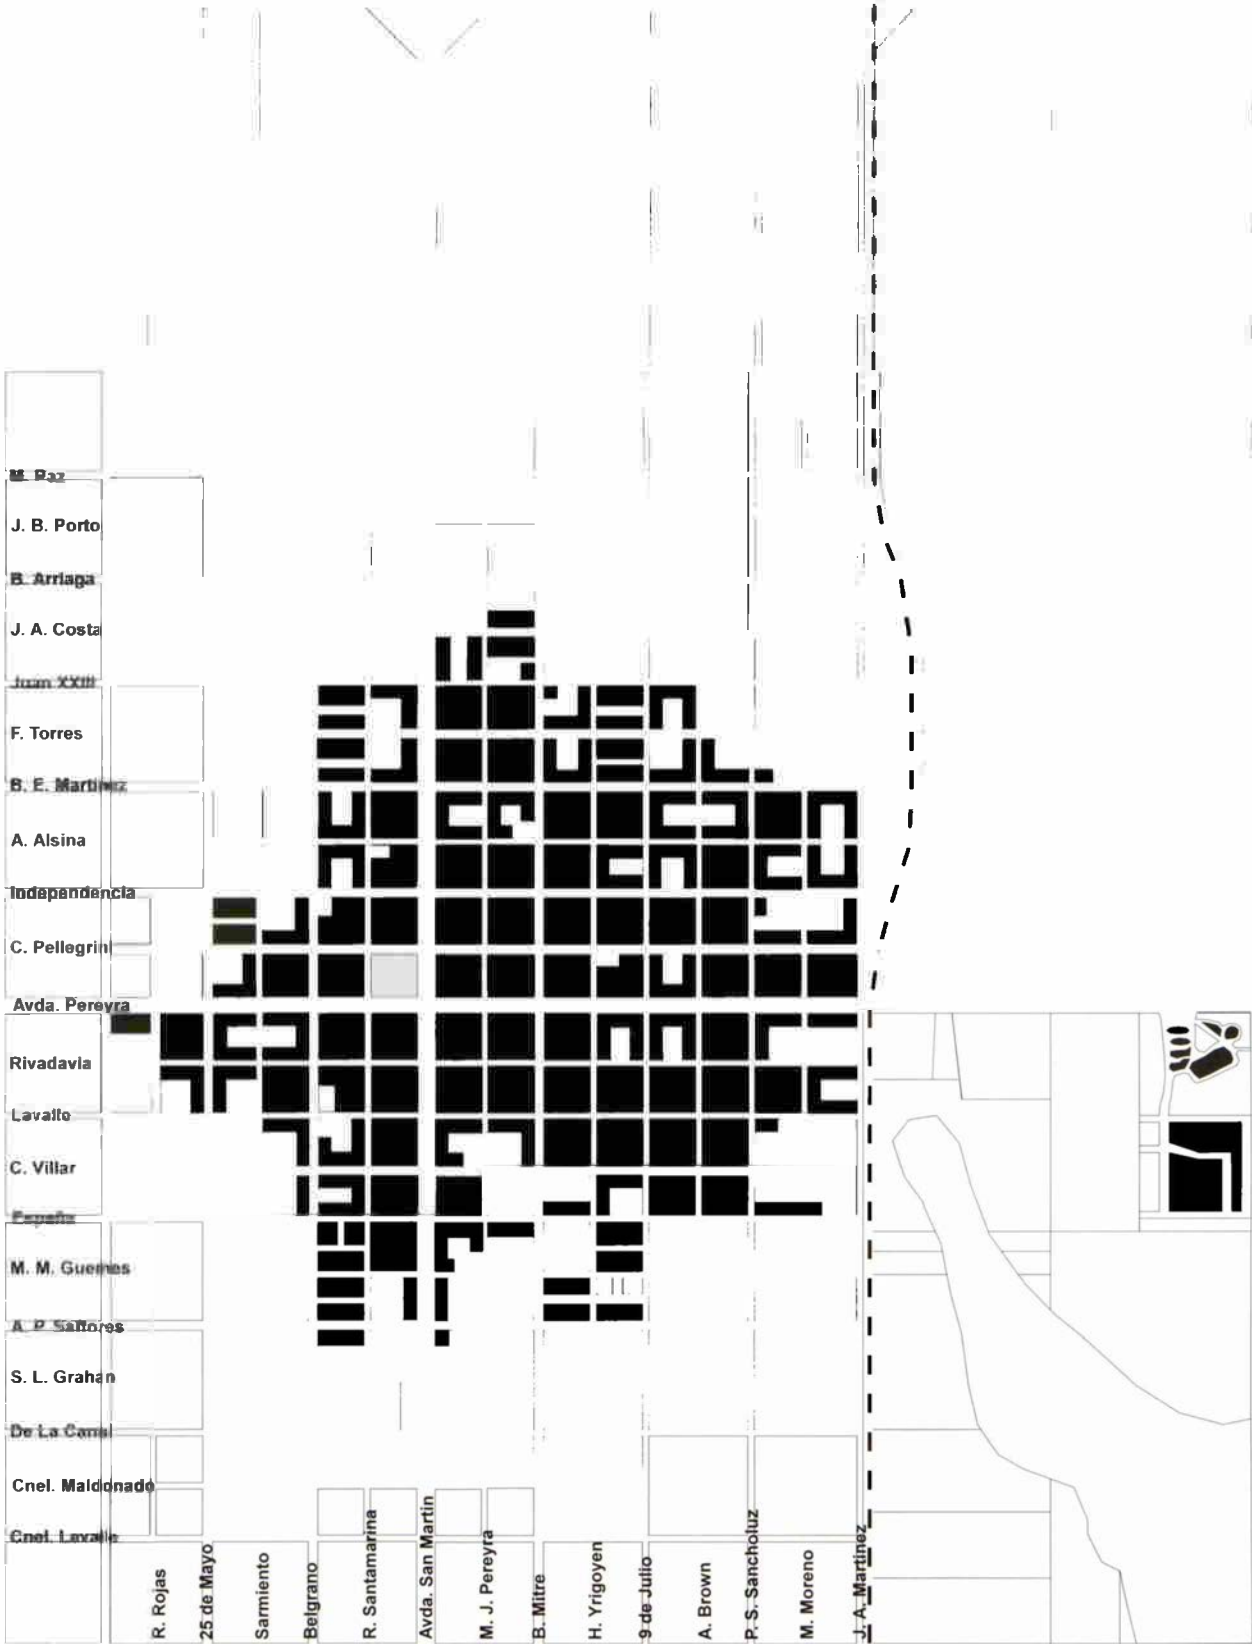 M. Paz
J. B. Porto
B. Arriaga
J. A. Costa
Juan XXIII
F. Torres
B. E. Martinez
A. Alsina
Independencia
C. Pellegrini
Avda. Pereyra
Rivadavia
Lavalle
C. Villar
España
M. M. Guemes
A. P. Saffores
S. L. Grahan
De La Canal
Cnel. Maldonado
Cnel. Lavalle
R. Rojas
25 de Mayo
Sarmiento
Belgrano
R. Santamarina
Avda. San Martin
M. J. Pereyra
B. Mitre
H. Yrigoyen
9 de Julio
A. Brown
P. S. Sancholuz
M. Moreno
J. A. Martinez